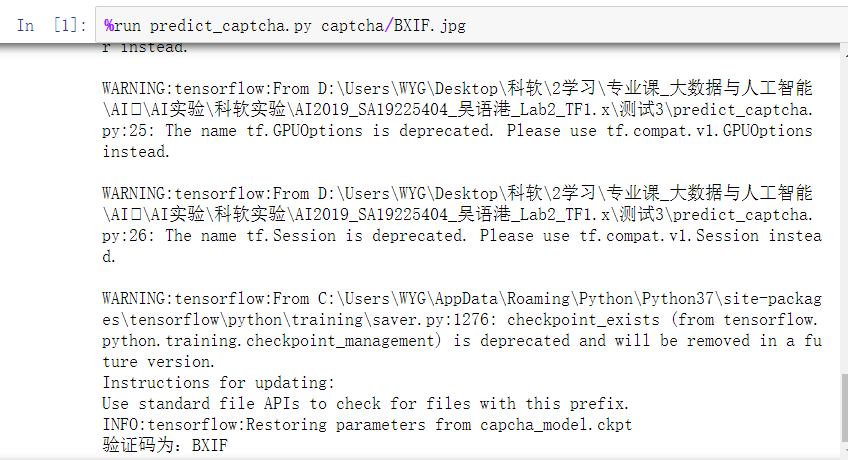 In [1]: %run predict_captcha.py captcha/BXIF.jpg
r instead.
WARNING:tensorflow:From D:\Users\WYG\Desktop\科软\2学习\专业课_大数据与人工智能
\AI\AI实验\科软实验\AI2019_SA19225404_吴语港_Lab2_TF1.x\测试3\predict_captcha.
py:25: The name tf.GPUOptions is deprecated. Please use tf.compat.v1.GPUOptions
instead.
WARNING:tensorflow:From D:\Users\WYG\Desktop\科软\2学习\专业课_大数据与人工智能
\AI\AI实验\科软实验\AI2019_SA19225404_吴语港_Lab2_TF1.x\测试3\predict_captcha.
py:26: The name tf.Session is deprecated. Please use tf.compat.v1.Session instea
d.
WARNING:tensorflow:From C:\Users\WYG\AppData\Roaming\Python\Python37\site-packag
es\tensorflow\python\training\saver.py:1276: checkpoint_exists (from tensorflow.
python.training.checkpoint_management) is deprecated and will be removed in a fu
ture version.
Instructions for updating:
Use standard file APIs to check for files with this prefix.
INFO:tensorflow:Restoring parameters from capcha_model.ckpt
验证码为: BXIF